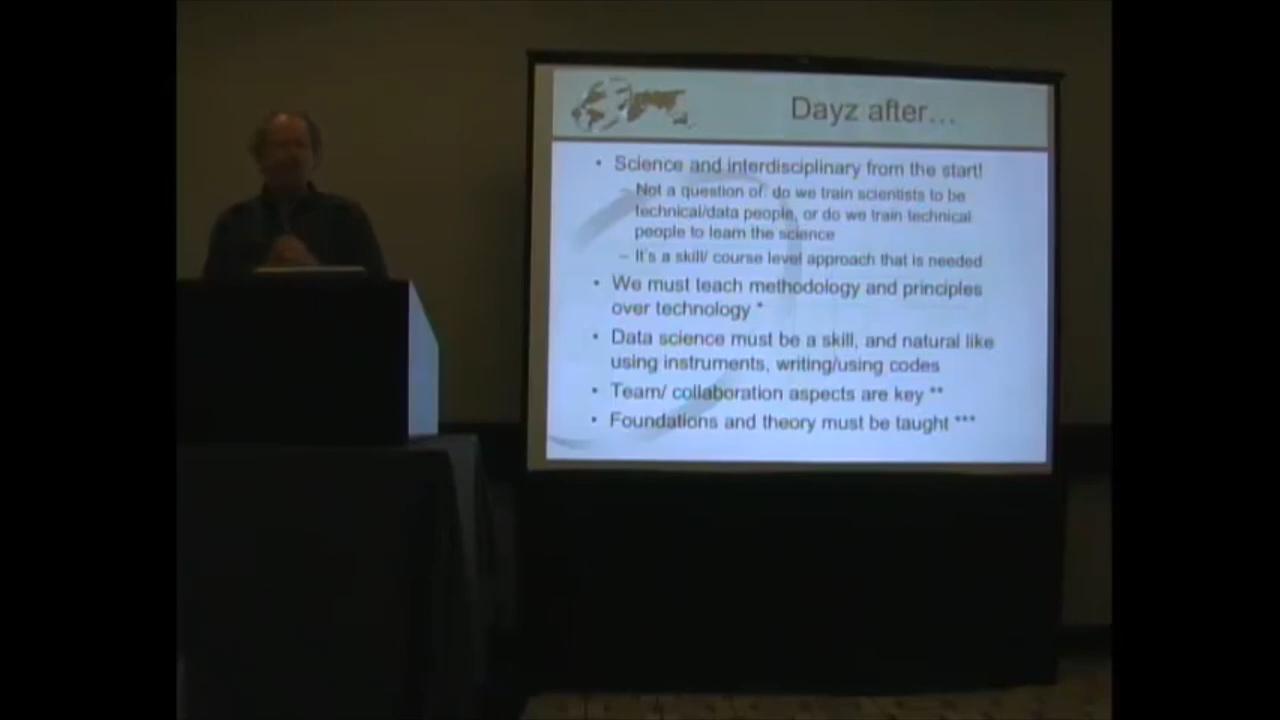 Dayz after...
• Science and interdisciplinary from the start!
– Not a question of: do we train scientists to be
technical/data people, or do we train technical
people to learn the science
– It's a skill/ course level approach that is needed
• We must teach methodology and principles
over technology *
• Data science must be a skill, and natural like
using instruments, writing/using codes
• Team/ collaboration aspects are key **
• Foundations and theory must be taught ***